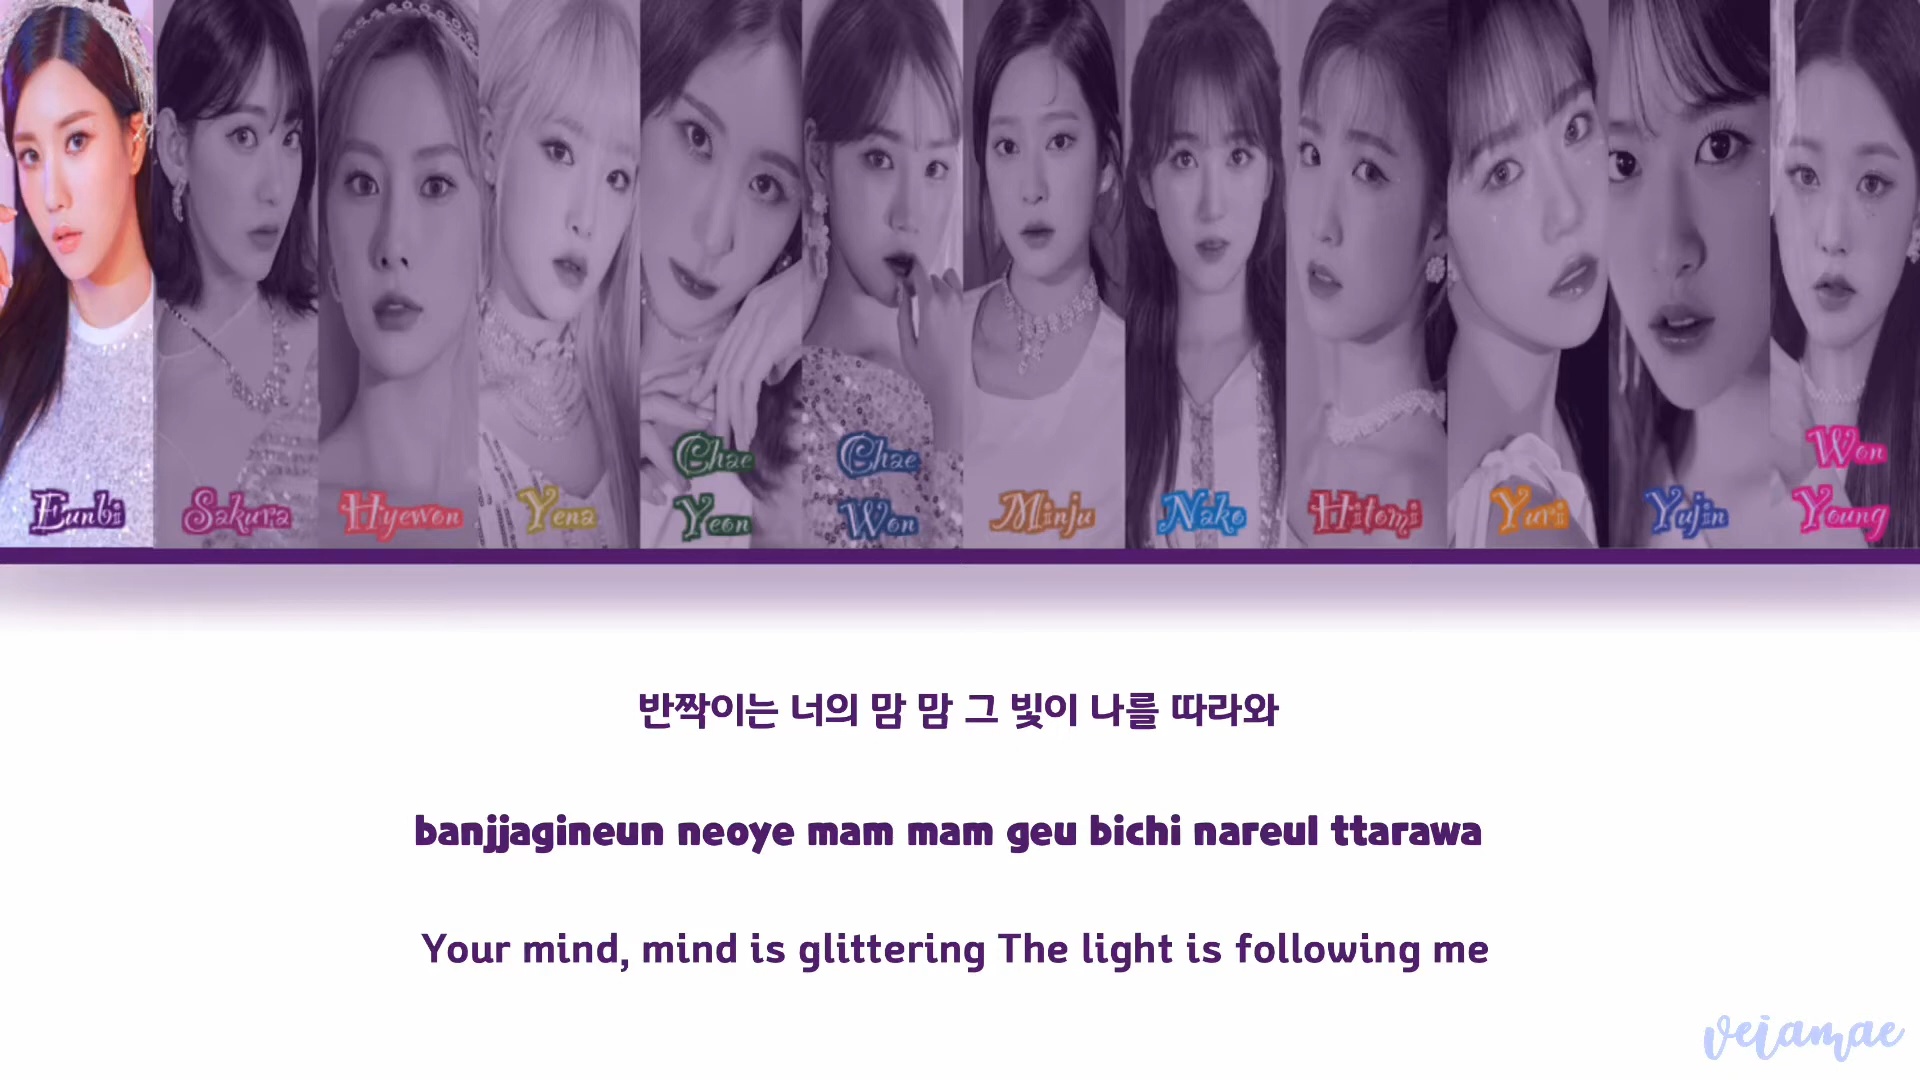 Eunbi
Sakura
Hyewon
Yena
Chae
Yeon
Chae
Won
Minju
Nako
Hitomi
Yuri
Yujin
Won
Young
반짝이는 너의 맘 맘 그 빛이 나를 따라와
banjjagineun neoye mam mam geu bichi nareul ttarawa
Your mind, mind is glittering The light is following me
veiamae